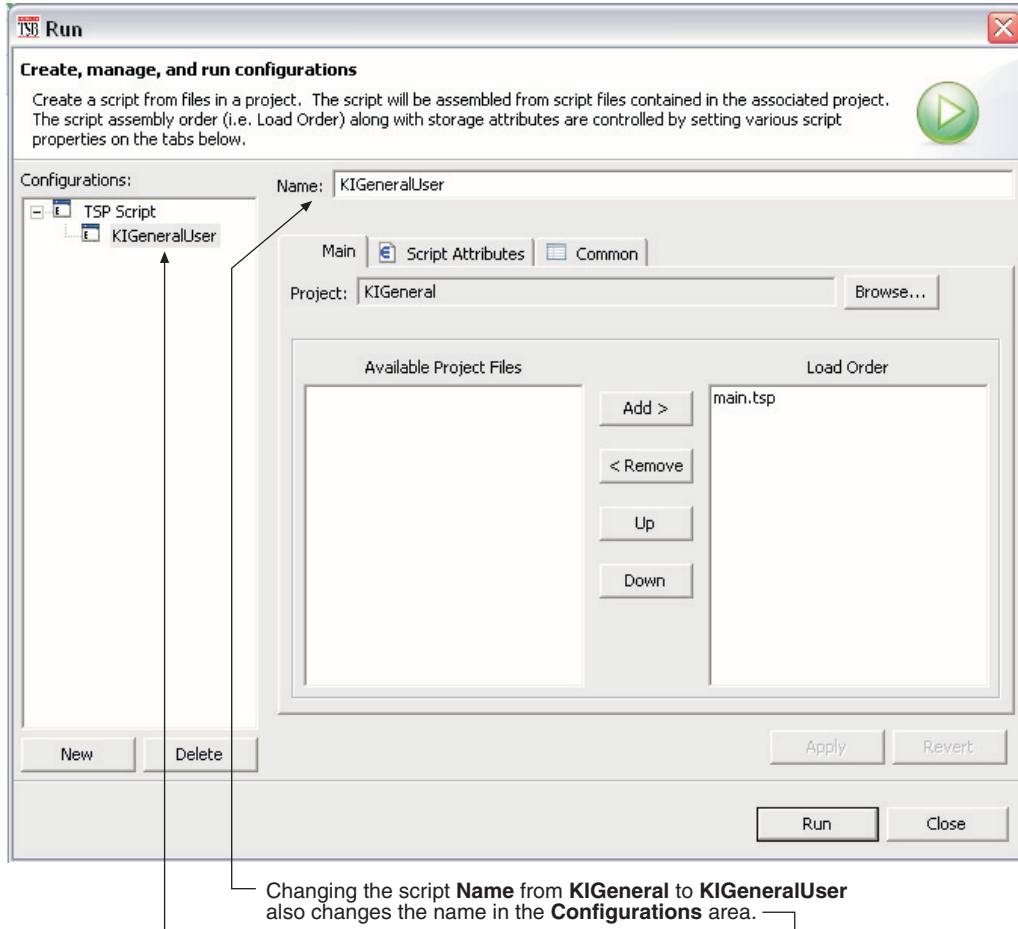 TSB Run
Create, manage, and run configurations
Create a script from files in a project. The script will be assembled from script files contained in the associated project.
The script assembly order (i.e. Load Order) along with storage attributes are controlled by setting various script
properties on the tabs below.
Configurations:
TSP Script
KIGeneralUser
Name: KIGeneralUser
Main Script Attributes Common
Project: KIGeneral Browse...
Available Project Files Load Order
main.tsp
Add >
< Remove
Up
Down
New Delete
Apply Revert
Run Close
Changing the script Name from KIGeneral to KIGeneralUser
also changes the name in the Configurations area.